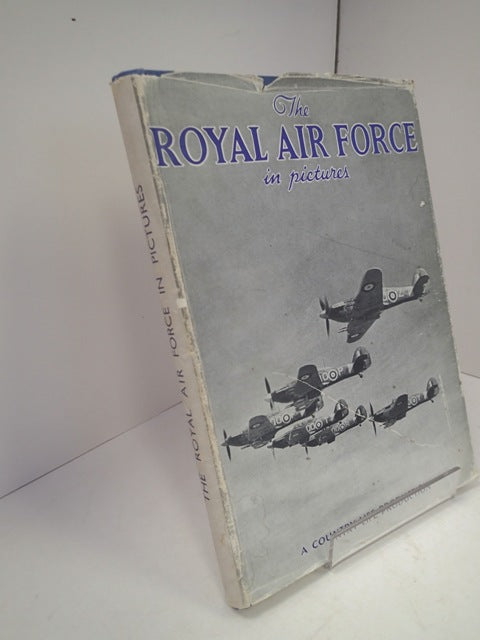 The
ROYAL AIR FORCE
in pictures
THE ROYAL AIR FORCE IN PICTURES
A COUNTRY LIFE PRODUCTION